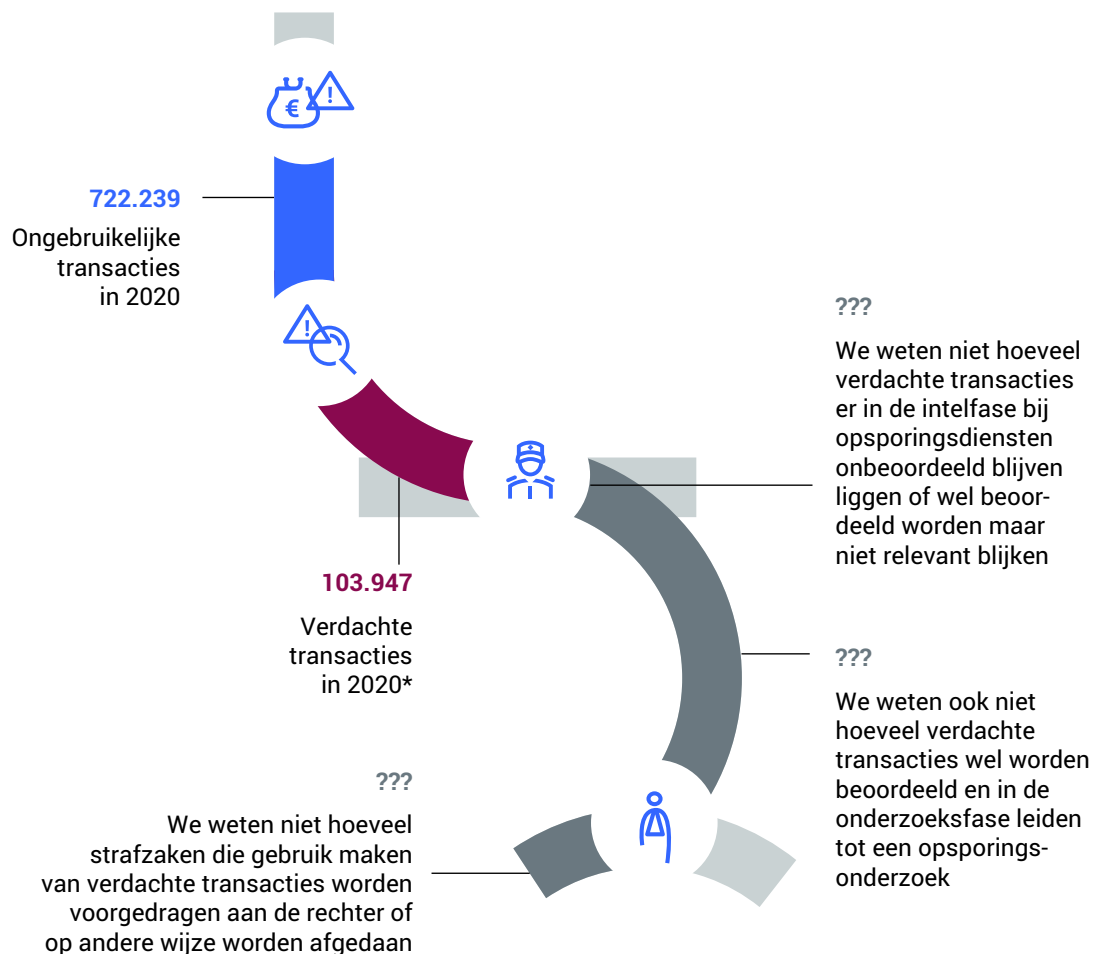 !
€
722.239
Ongebruikelijke
transacties
in 2020
!
???
We weten niet hoeveel
verdachte transacties
er in de intelfase bij
opsporingsdiensten
onbeoordeeld blijven
liggen of wel beoor-
deeld worden maar
niet relevant blijken
103.947
Verdachte
transacties
in 2020*
???
We weten ook niet
hoeveel verdachte
transacties wel worden
beoordeeld en in de
onderzoeksfase leiden
tot een opsporings-
onderzoek
???
We weten niet hoeveel
strafzaken die gebruik maken
van verdachte transacties worden
voorgedragen aan de rechter of
op andere wijze worden afgedaan